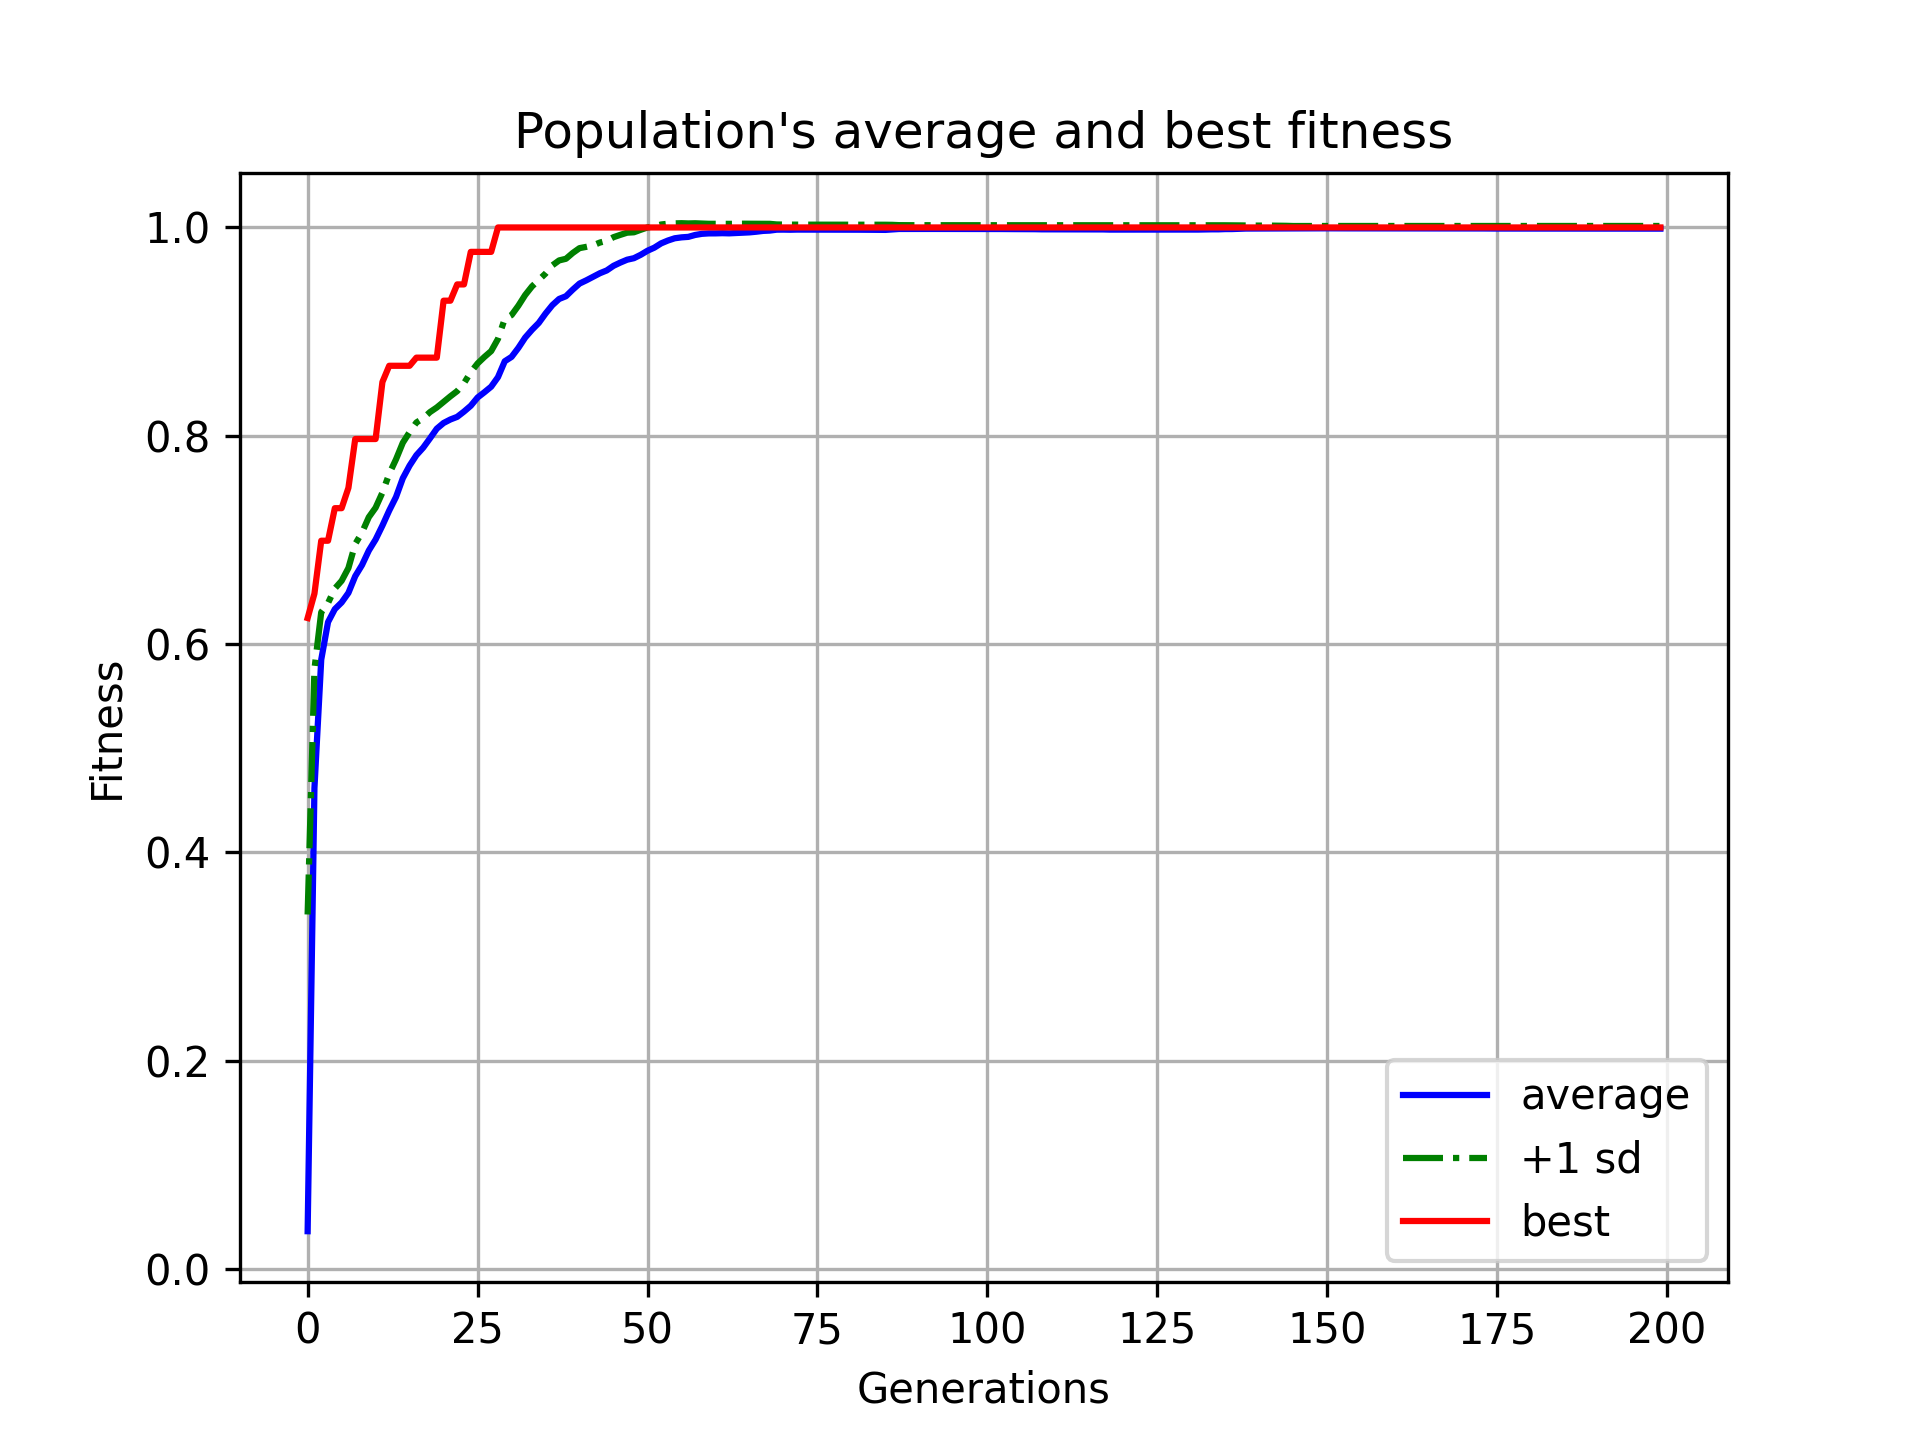 Population's average and best fitness
1.0
0.8
0.6
0.4
0.2
0.0
Fitness
average
+1 sd
best
0 25 50 75 100 125 150 175 200
Generations